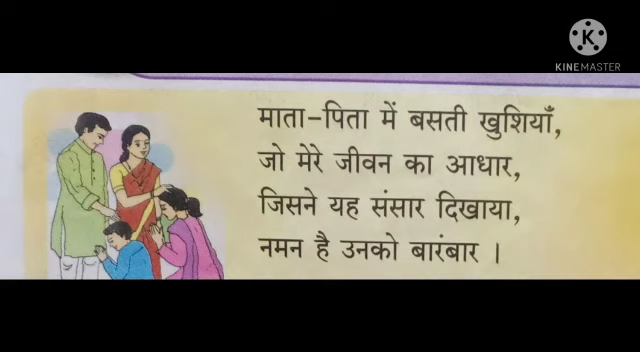 KINEMASTER
माता-पिता में बसती खुशियाँ,
जो मेरे जीवन का आधार,
जिसने यह संसार दिखाया,
नमन है उनको बारंबार ।